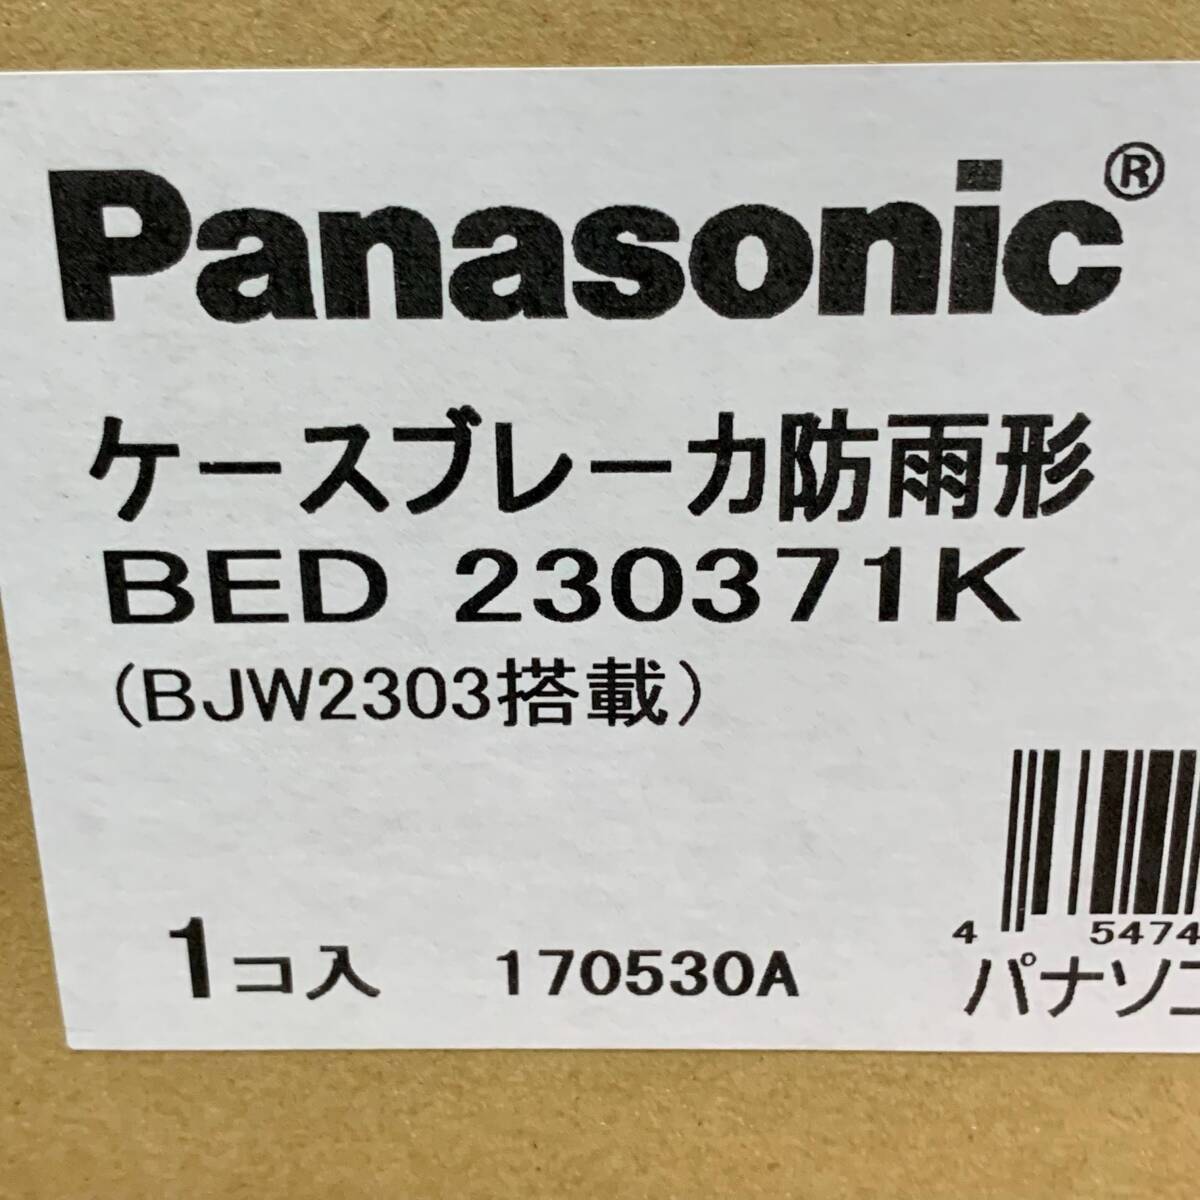 Panasonic®
ケースブレーカ防雨形
BED 230371K
(BJW2303搭載)
1コ入 170530A
4 5474
パナソニ